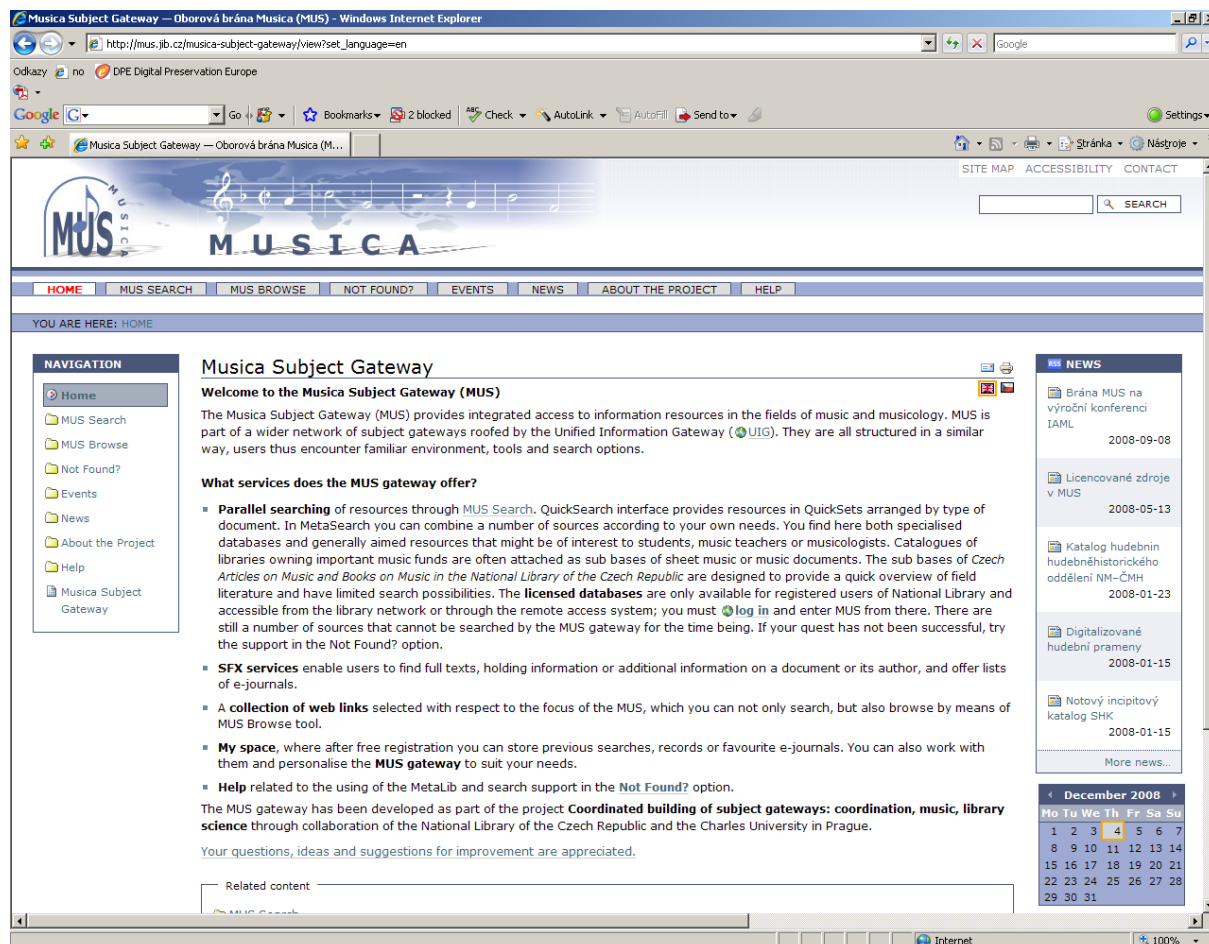 Musica Subject Gateway — Oborová brána Musica (MUS) - Windows Internet Explorer
http://mus.jib.cz/musica-subject-gateway/view?set_language=en
Google
Odkazy no DPE Digital Preservation Europe
Google G Go Bookmarks 2 blocked Check AutoLink AutoFill Send to Settings
Musica Subject Gateway — Oborová brána Musica (M... Stránka Nástroje
SITE MAP ACCESSIBILITY CONTACT
SEARCH
MUS MUSICA
MUSICA
HOME MUS SEARCH MUS BROWSE NOT FOUND? EVENTS NEWS ABOUT THE PROJECT HELP
YOU ARE HERE: HOME
NAVIGATION
Home
MUS Search
MUS Browse
Not Found?
Events
News
About the Project
Help
Musica Subject
Gateway
Musica Subject Gateway
Welcome to the Musica Subject Gateway (MUS)
The Musica Subject Gateway (MUS) provides integrated access to information resources in the fields of music and musicology. MUS is
part of a wider network of subject gateways roofed by the Unified Information Gateway (UIG). They are all structured in a similar
way, users thus encounter familiar environment, tools and search options.
What services does the MUS gateway offer?
Parallel searching of resources through MUS Search. QuickSearch interface provides resources in QuickSets arranged by type of
document. In MetaSearch you can combine a number of sources according to your own needs. You find here both specialised
databases and generally aimed resources that might be of interest to students, music teachers or musicologists. Catalogues of
libraries owning important music funds are often attached as sub bases of sheet music or music documents. The sub bases of Czech
Articles on Music and Books on Music in the National Library of the Czech Republic are designed to provide a quick overview of field
literature and have limited search possibilities. The licensed databases are only available for registered users of National Library and
accessible from the library network or through the remote access system; you must log in and enter MUS from there. There are
still a number of sources that cannot be searched by the MUS gateway for the time being. If your quest has not been successful, try
the support in the Not Found? option.
SFX services enable users to find full texts, holding information or additional information on a document or its author, and offer lists
of e-journals.
A collection of web links selected with respect to the focus of the MUS, which you can not only search, but also browse by means of
MUS Browse tool.
My space, where after free registration you can store previous searches, records or favourite e-journals. You can also work with
them and personalise the MUS gateway to suit your needs.
Help related to the using of the MetaLib and search support in the Not Found? option.
The MUS gateway has been developed as part of the project Coordinated building of subject gateways: coordination, music, library
science through collaboration of the National Library of the Czech Republic and the Charles University in Prague.
Your questions, ideas and suggestions for improvement are appreciated.
Related content
MUS Search
RSS NEWS
Brána MUS na
výroční konferenci
IAML
2008-09-08
Licencované zdroje
v MUS
2008-05-13
Katalog hudebnin
hudebněhistorického
oddělení NM–ČMH
2008-01-23
Digitalizované
hudební prameny
2008-01-15
Notový incipitový
katalog SHK
2008-01-15
More news...
December 2008
Mo Tu We Th Fr Sa Su
1 2 3 4 5 6 7
8 9 10 11 12 13 14
15 16 17 18 19 20 21
22 23 24 25 26 27 28
29 30 31
Internet 100%